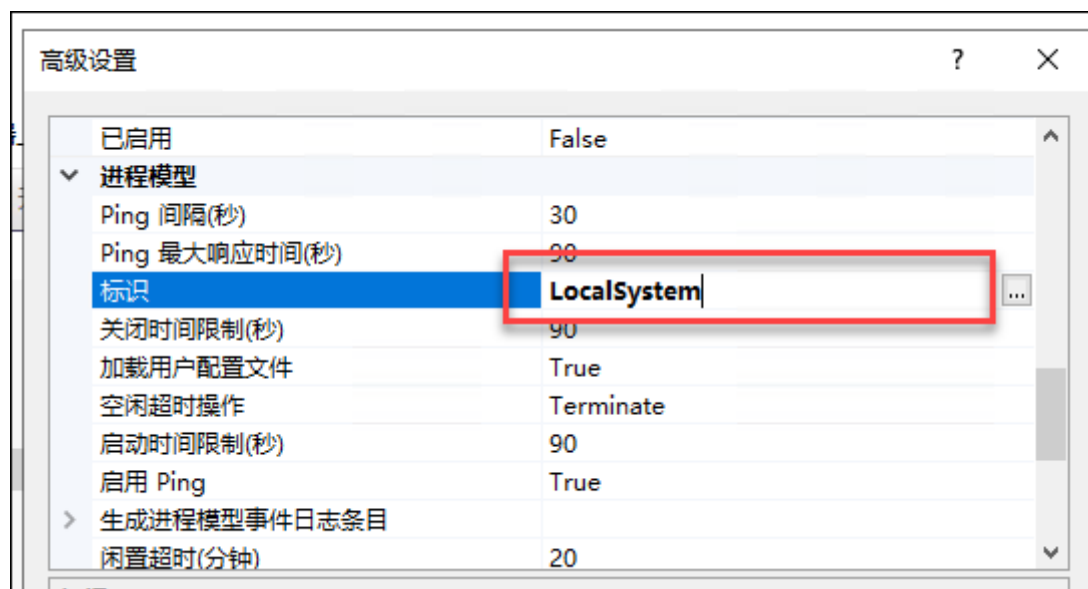 高级设置 ?
已启用 False
进程模型
Ping 间隔(秒) 30
Ping 最大响应时间(秒) 90
标识 LocalSystem ...
关闭时间限制(秒) 90
加载用户配置文件 True
空闲超时操作 Terminate
启动时间限制(秒) 90
启用 Ping True
生成进程模型事件日志条目
闲置超时(分钟) 20